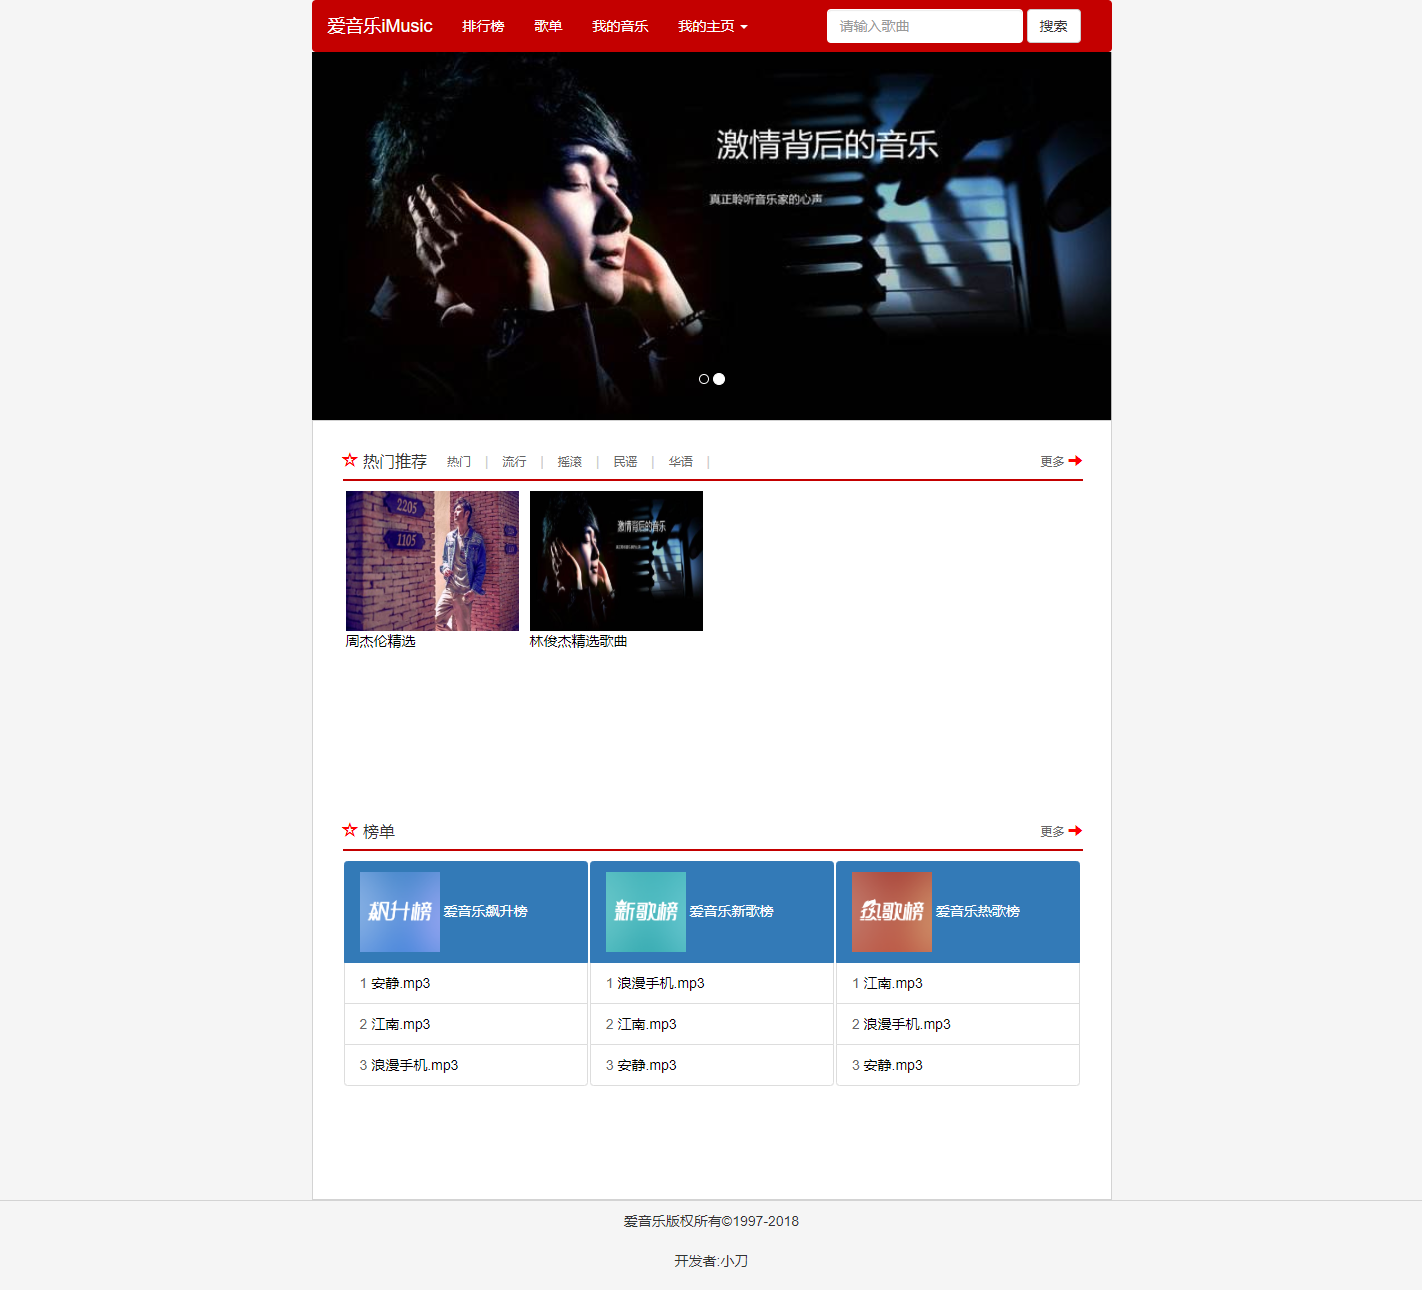 爱音乐iMusic 排行榜 歌单 我的音乐 我的主页 请输入歌曲 搜索
激情背后的音乐
真正聆听音乐家的心声
热门推荐 热门 | 流行 | 摇滚 | 民谣 | 华语 | 更多
2205
1105
激情背后的音乐
周杰伦精选 林俊杰精选歌曲
榜单 更多
飙升榜 爱音乐飙升榜 新歌榜 爱音乐新歌榜 热歌榜 爱音乐热歌榜
1 安静.mp3 1 浪漫手机.mp3 1 江南.mp3
2 江南.mp3 2 江南.mp3 2 浪漫手机.mp3
3 浪漫手机.mp3 3 安静.mp3 3 安静.mp3
爱音乐版权所有©1997-2018
开发者:小刀